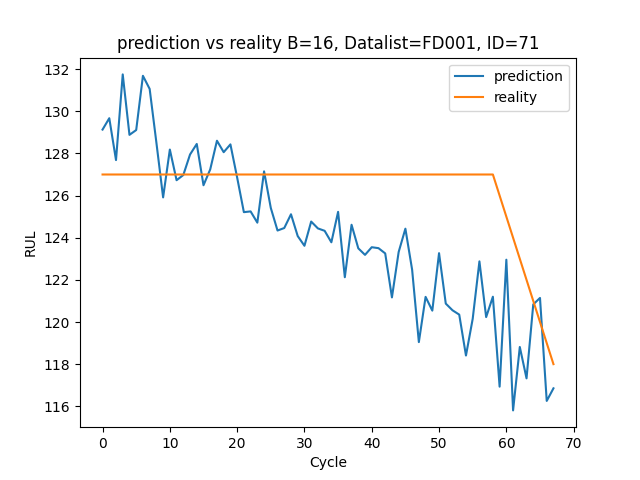 prediction vs reality B=16, Datalist=FD001, ID=71
prediction
reality
132
130
128
126
124
122
120
118
116
RUL
0 10 20 30 40 50 60 70
Cycle